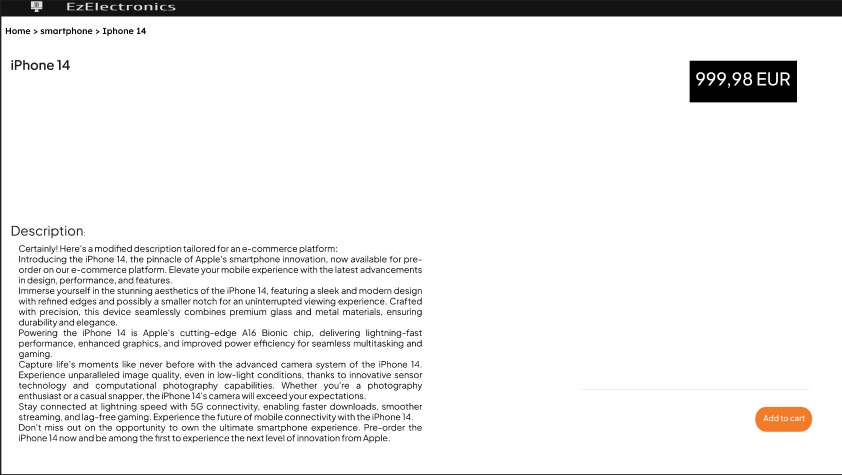 EzElectronics
Home > smartphone > Iphone 14
iPhone 14
999,98 EUR
Description:
Certainly! Here's a modified description tailored for an e-commerce platform:
Introducing the iPhone 14, the pinnacle of Apple's smartphone innovation, now available for pre-
order on our e-commerce platform. Elevate your mobile experience with the latest advancements
in design, performance, and features.
Immerse yourself in the stunning aesthetics of the iPhone 14, featuring a sleek and modern design
with refined edges and possibly a smaller notch for an uninterrupted viewing experience. Crafted
with precision, this device seamlessly combines premium glass and metal materials, ensuring
durability and elegance.
Powering the iPhone 14 is Apple's cutting-edge A16 Bionic chip, delivering lightning-fast
performance, enhanced graphics, and improved power efficiency for seamless multitasking and
gaming.
Capture life's moments like never before with the advanced camera system of the iPhone 14.
Experience unparalleled image quality, even in low-light conditions, thanks to innovative sensor
technology and computational photography capabilities. Whether you're a photography
enthusiast or a casual snapper, the iPhone 14's camera will exceed your expectations.
Stay connected at lightning speed with 5G connectivity, enabling faster downloads, smoother
streaming, and lag-free gaming. Experience the future of mobile connectivity with the iPhone 14.
Don't miss out on the opportunity to own the ultimate smartphone experience. Pre-order the
iPhone 14 now and be among the first to experience the next level of innovation from Apple.
Add to cart